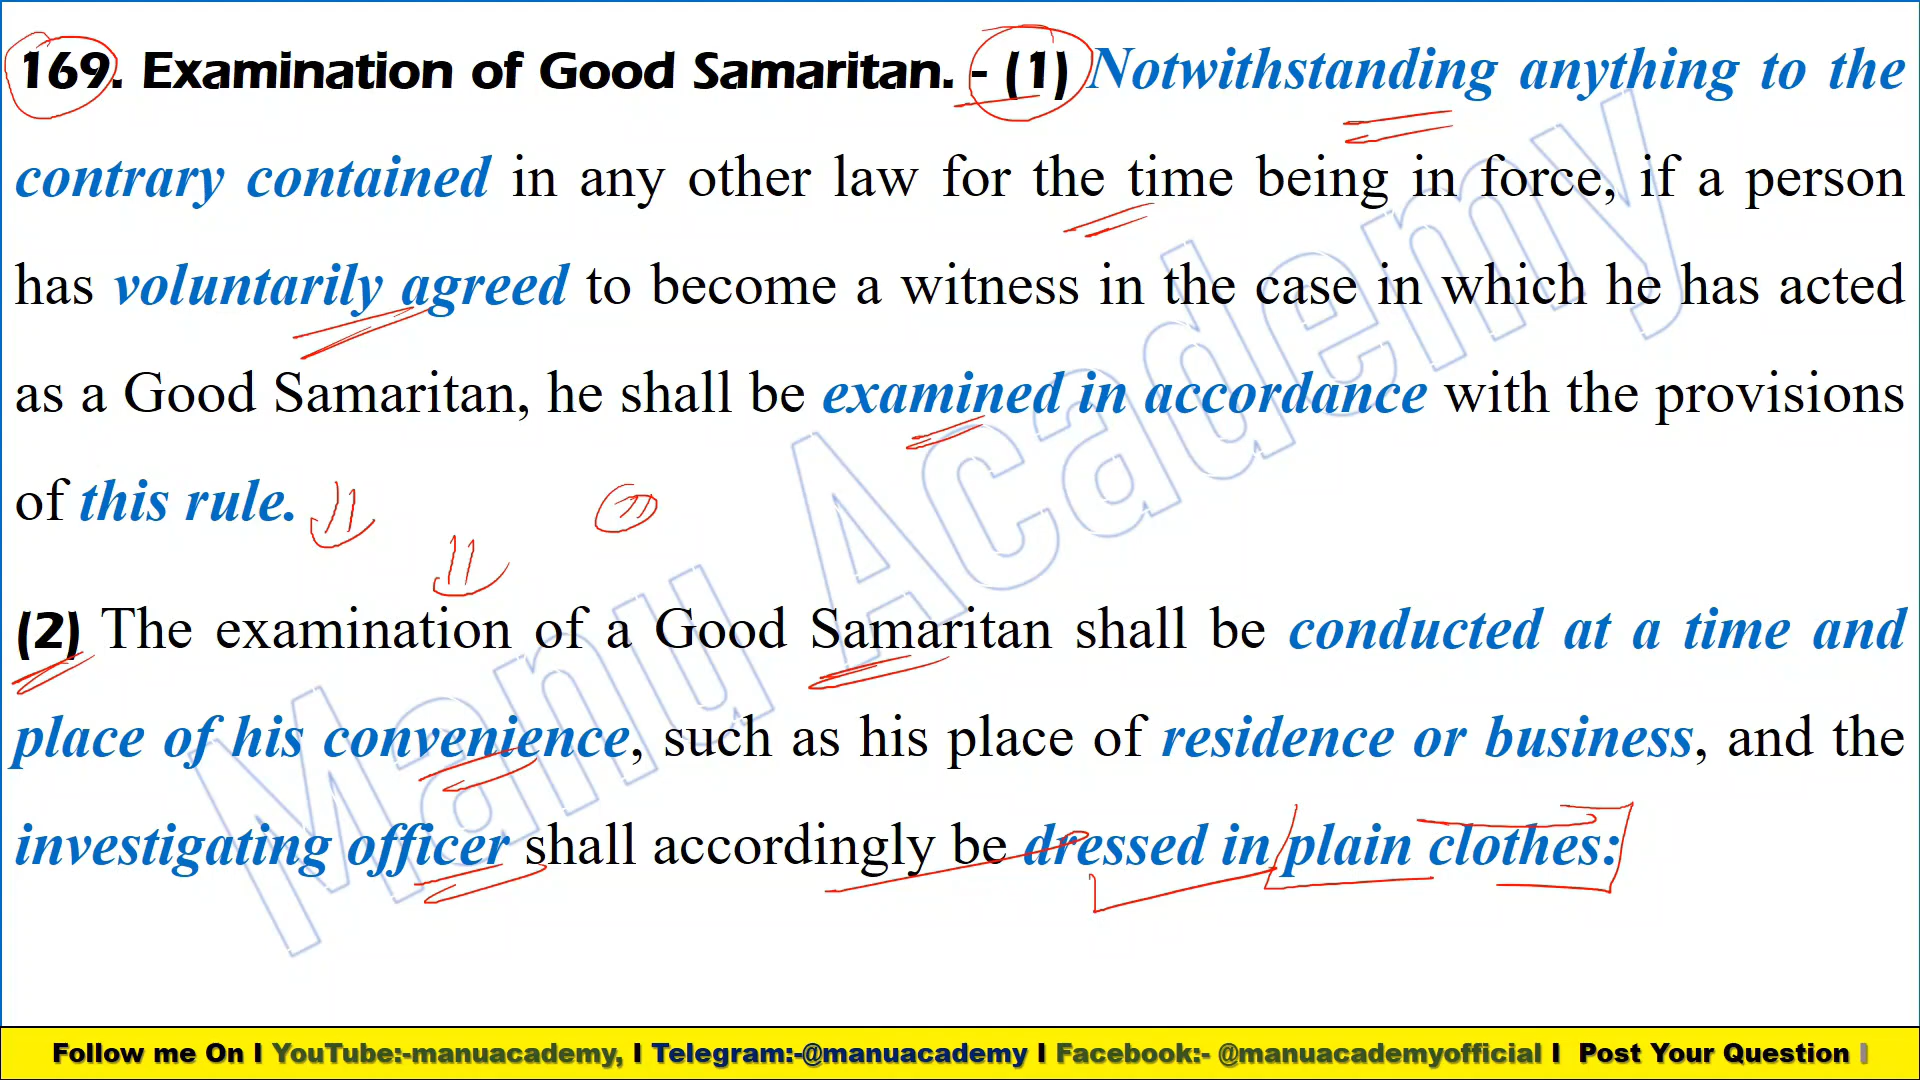 169. Examination of Good Samaritan. - (1) Notwithstanding anything to the
contrary contained in any other law for the time being in force, if a person
has voluntarily agreed to become a witness in the case in which he has acted
as a Good Samaritan, he shall be examined in accordance with the provisions
of this rule.
(2) The examination of a Good Samaritan shall be conducted at a time and
place of his convenience, such as his place of residence or business, and the
investigating officer shall accordingly be dressed in plain clothes:
Manu Academy
Follow me On I YouTube:-manuacademy, I Telegram:-@manuacademy I Facebook:- @manuacademyofficial I Post Your Question I